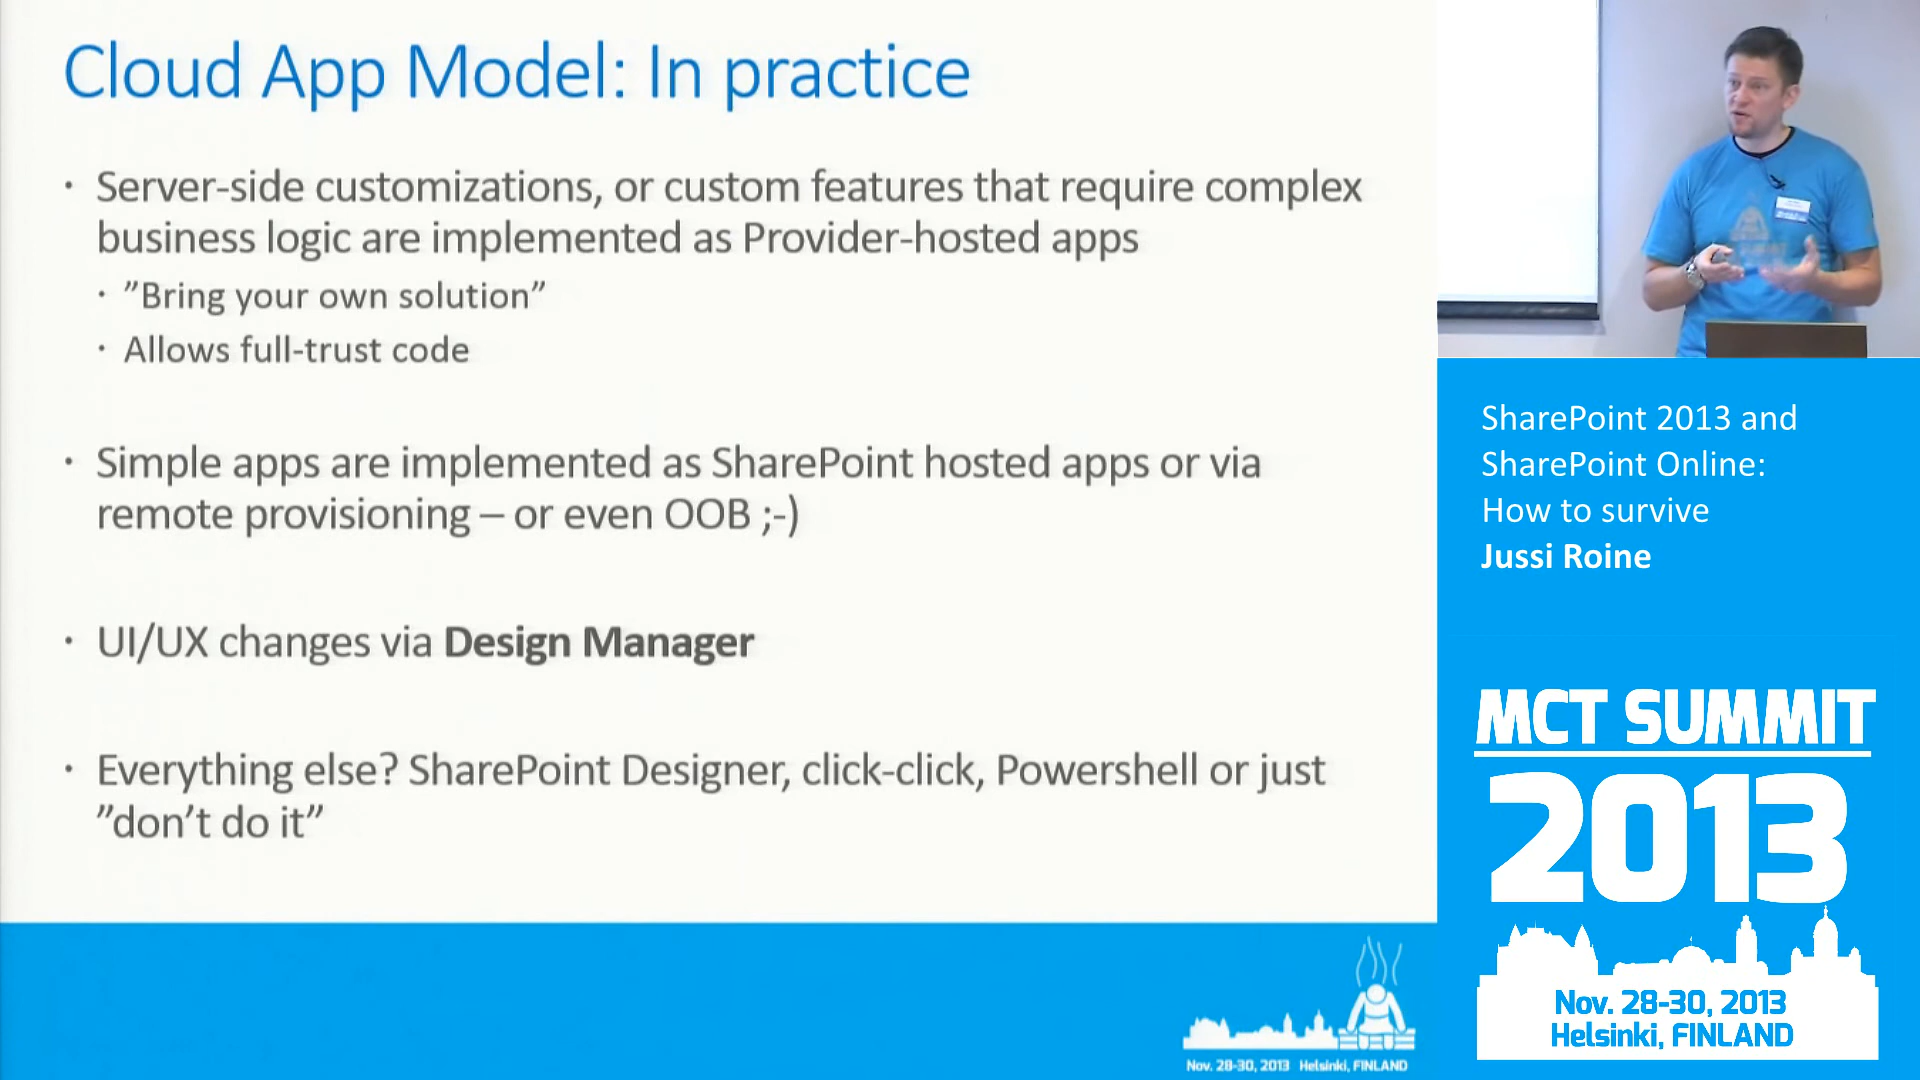 Cloud App Model: In practice
· Server-side customizations, or custom features that require complex
business logic are implemented as Provider-hosted apps
· ”Bring your own solution”
· Allows full-trust code
· Simple apps are implemented as SharePoint hosted apps or via
remote provisioning – or even OOB ;-)
· UI/UX changes via Design Manager
· Everything else? SharePoint Designer, click-click, Powershell or just
”don’t do it”
Nov. 28-30, 2013 Helsinki, FINLAND
SharePoint 2013 and
SharePoint Online:
How to survive
Jussi Roine
MCT SUMMIT
2013
Nov. 28-30, 2013
Helsinki, FINLAND